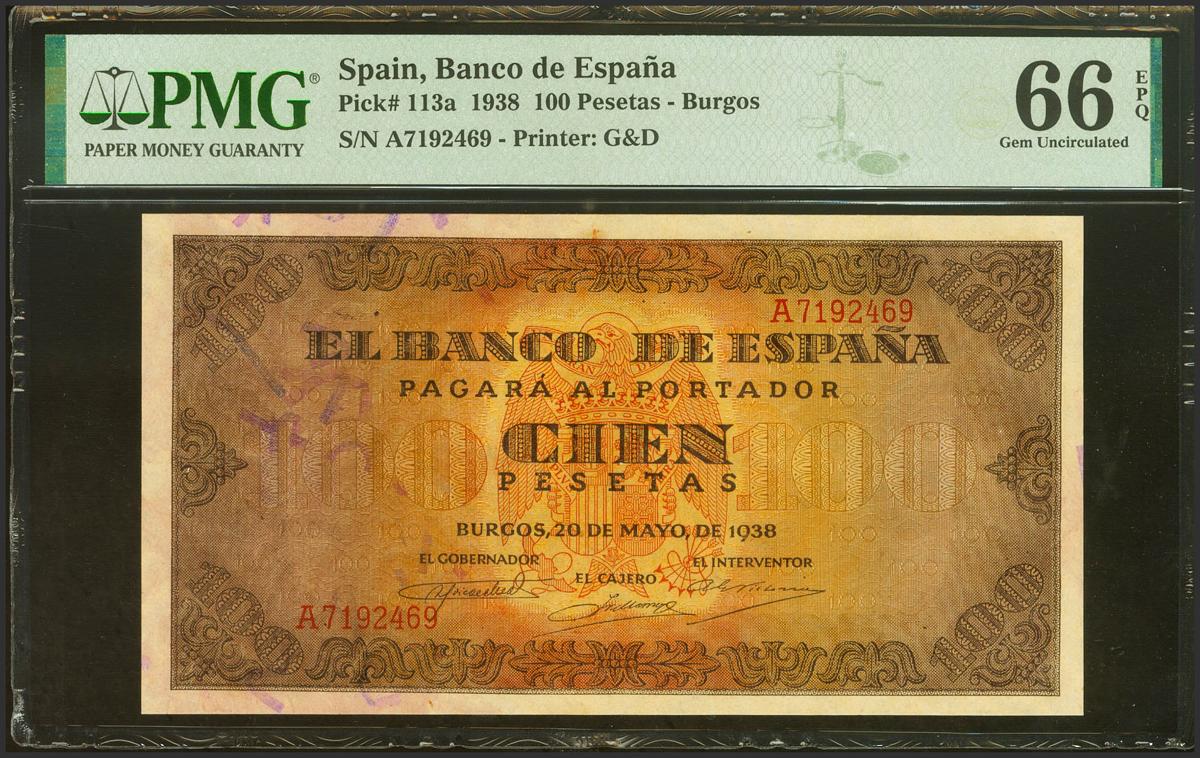 PMG®
PAPER MONEY GUARANTY
Spain, Banco de España
Pick# 113a 1938 100 Pesetas - Burgos
S/N A7192469 - Printer: G&D
66
EPQ
Gem Uncirculated
A7192469
EL BANCO DE ESPAÑA
PAGARÁ AL PORTADOR
100 CIEN 100
PESETAS
BURGOS, 20 DE MAYO, DE 1938
EL GOBERNADOR
EL CAJERO
EL INTERVENTOR
A7192469